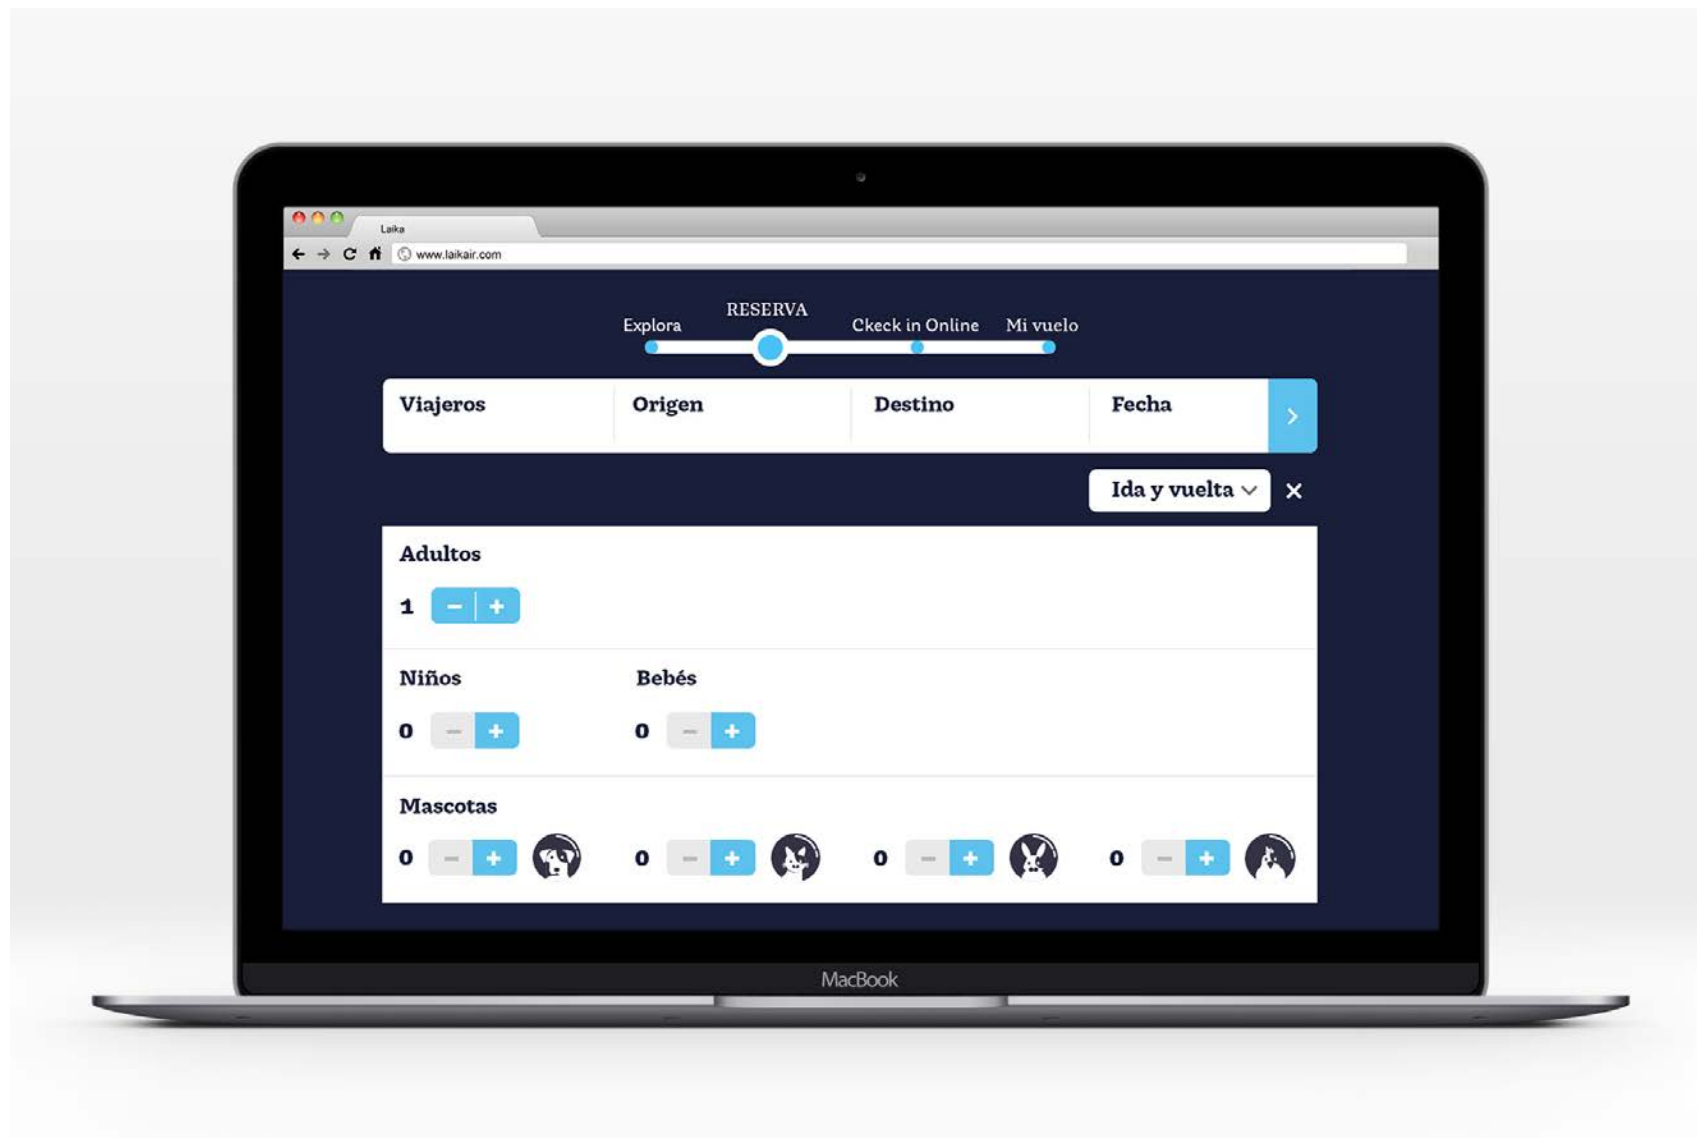 Laika
www.laikair.com
Explora RESERVA Ckeck in Online Mi vuelo
Viajeros Origen Destino Fecha
Ida y vuelta
Adultos
1 − +
Niños Bebés
0 − + 0 − +
Mascotas
0 − + 0 − + 0 − + 0 − +
MacBook